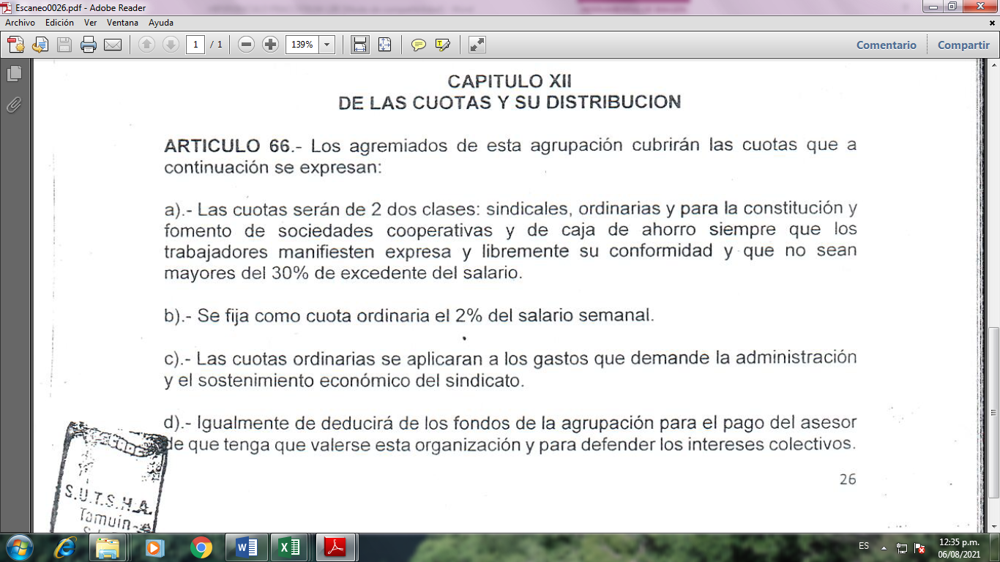 Escaneo0026.pdf - Adobe Reader
Archivo Edición Ver Ventana Ayuda
1 / 1 139% Comentario Compartir
CAPITULO XII
DE LAS CUOTAS Y SU DISTRIBUCION
ARTICULO 66.- Los agremiados de esta agrupación cubrirán las cuotas que a
continuación se expresan:
a).- Las cuotas serán de 2 dos clases: sindicales, ordinarias y para la constitución y
fomento de sociedades cooperativas y de caja de ahorro siempre que los
trabajadores manifiesten expresa y libremente su conformidad y que no sean
mayores del 30% de excedente del salario.
b).- Se fija como cuota ordinaria el 2% del salario semanal.
c).- Las cuotas ordinarias se aplicaran a los gastos que demande la administración
y el sostenimiento económico del sindicato.
d).- Igualmente de deducirá de los fondos de la agrupación para el pago del asesor
de que tenga que valerse esta organización y para defender los intereses colectivos.
26
S.U.T.S.H.A.
Tamuin
ES 12:35 p.m.
06/08/2021